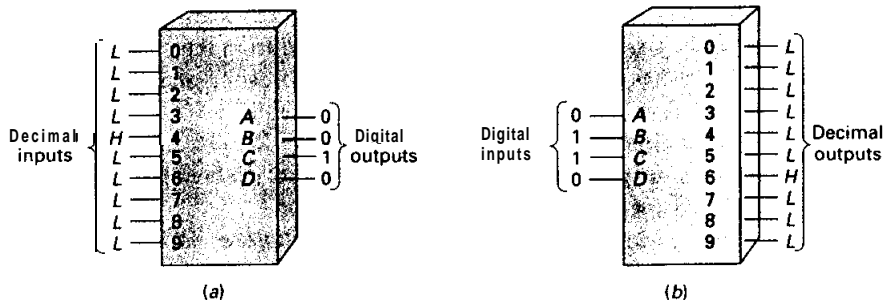 L 0
L 1
L 2
L 3 A 0
Decimal inputs H 4 B 0 Digital outputs
L 5 C 1
L 6 D 0
L 7
L 8
L 9
(a)
0 L
1 L
2 L
0 A 3 L
Digital inputs 1 B 4 L Decimal outputs
1 C 5 L
0 D 6 H
7 L
8 L
9 L
(b)